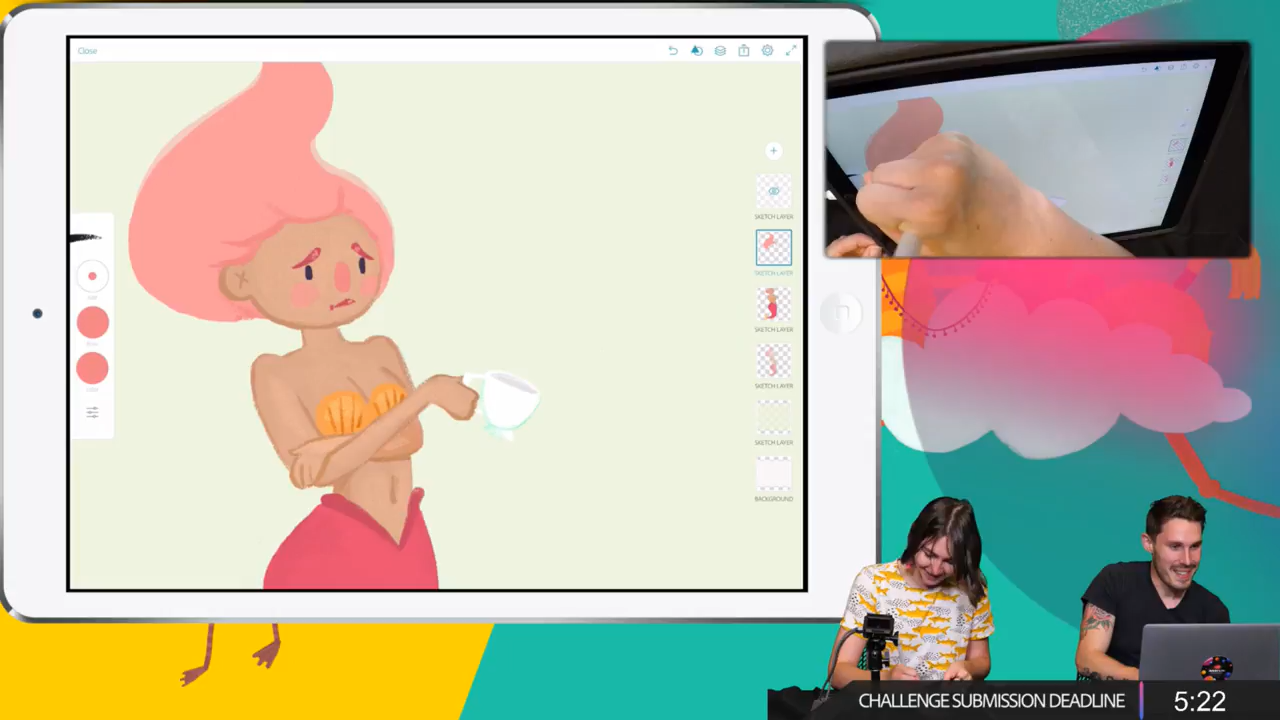 Close
SKETCH LAYER
SKETCH LAYER
SKETCH LAYER
SKETCH LAYER
SKETCH LAYER
BACKGROUND
CHALLENGE SUBMISSION DEADLINE
5:22